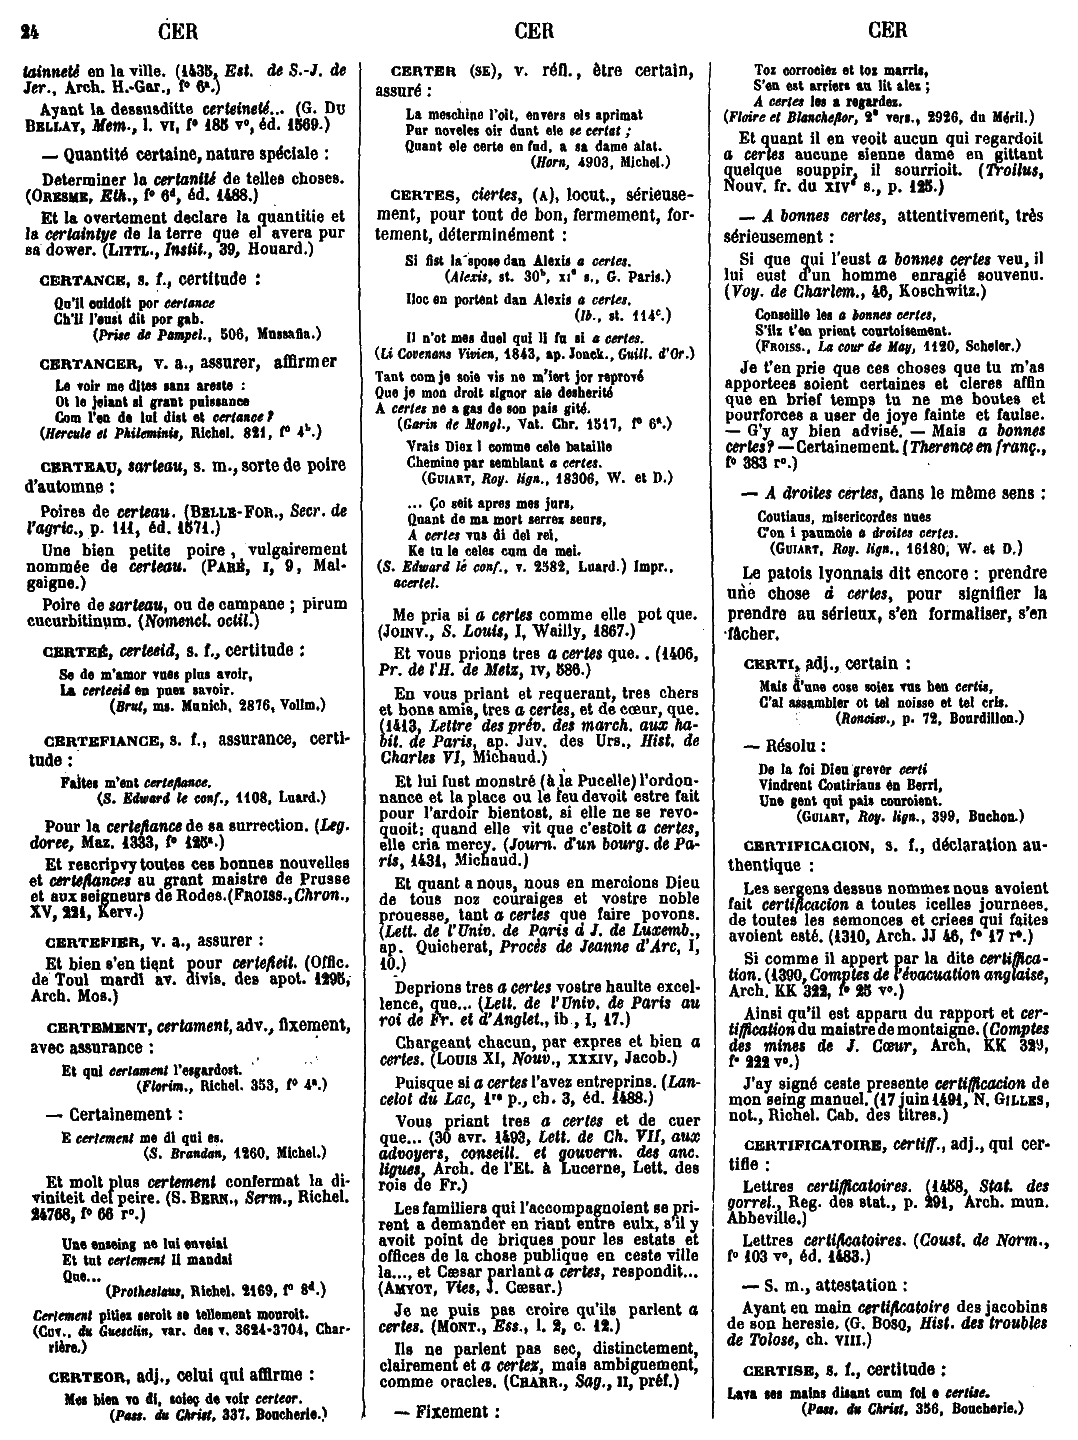 24 CER CER CER
tainneté en la ville. (1435, Est. de S.-J. de
Jer., Arch. H.-Gar., f° 6ª.)
Ayant la dessusditte certeineté... (G. DU
BELLAY, Mem., l. VI, f° 185 v°, éd. 1569.)
— Quantité certaine, nature spéciale :
Determiner la certanité de telles choses.
(ORESME, Eth., f° 6ᵈ, éd. 1488.)
Et la overtement declare la quantitie et
la certaintye de la terre que el avera pur
sa dower. (LITTL., Instit., 39, Houard.)
CERTANCE, s. f., certitude :
Qu'il cuidoit por certance
Ch'il l'eust dit por gab.
(Prise de Pampel., 506, Mussafia.)
CERTANCER, v. a., assurer, affirmer
Le voir me dites sanz areste :
Ot le joiant si grant puissance
Com l'en de lui dist et certance ?
(Hercule et Phileminis, Richel. 821, f° 4ᵇ.)
CERTEAU, sarteau, s. m., sorte de poire
d'automne :
Poires de certeau. (BELLE-FOR., Secr. de
l'agric., p. 111, éd. 1571.)
Une bien petite poire, vulgairement
nommée de certeau. (PARÉ, I, 9, Mal-
gaigne.)
Poire de sarteau, ou de campane ; pirum
cucurbitinum. (Nomencl. octil.)
CERTEÉ, certeeid, s. f., certitude :
Se de m'amor vues plus avoir,
La certeeid en puez savoir.
(Brut, ms. Munich, 2876, Vollm.)
CERTEFIANCE, s. f., assurance, certi-
tude :
Faites m'ent certefiance.
(S. Edward le conf., 1108, Luard.)
Pour la certefiance de sa surrection. (Leg.
doree, Maz. 1333, f° 125ª.)
Et rescripvy toutes ces bonnes nouvelles
et certefiances au grant maistre de Prusse
et aux seigneurs de Rodes. (FROISS., Chron.,
XV, 221, Kerv.)
CERTEFIER, v. a., assurer :
Et bien s'en tient pour certefieit. (Offic.
de Toul mardi av. divis. des apot. 1295,
Arch. Mos.)
CERTEMENT, certament, adv., fixement,
avec assurance :
Et qui certament l'esgardost.
(Florim., Richel. 353, f° 4ª.)
— Certainement :
E certement me di qui es.
(S. Brandan, 1260, Michel.)
Et molt plus certement confermat la di-
viniteit del peire. (S. BERN., Serm., Richel.
24768, f° 66 r°.)
Une enseing ne lui enveiai
Et tut certement li mandai
Que...
(Protheslaus, Richel. 2169, f° 8ᵈ.)
Certement pitiez seroit se tellement mouroit.
(CUV., du Guesclin, var. des v. 3624-3704, Char-
rière.)
CERTEOR, adj., celui qui affirme :
Mes bien vo di, soieç de voir certeor.
(Pass. du Christ, 337, Boucherie.)
CERTER (SE), v. réfl., être certain,
assuré :
La meschine l'oit, envers els aprimat
Pur noveles oir dunt ele se certat ;
Quant ele certe en fud, a sa dame alat.
(Horn, 4903, Michel.)
CERTES, ciertes, (A), locut., sérieuse-
ment, pour tout de bon, fermement, for-
tement, déterminément :
Si fist la spose dan Alexis a certes.
(Alexis, st. 30ᵇ, XIᵉ s., G. Paris.)
Iloc en portent dan Alexis a certes.
(Ib., st. 114ᶜ.)
Il n'ot mes duel qui li fu si a certes.
(Li Covenans Vivien, 1843, ap. Jonck., Guill. d'Or.)
Tant com je soie vis ne m'iert jor reprové
Que je mon droit signor aie desherité
A certes ne a gas de son pais gité.
(Garin de Mongl., Vat. Chr. 1517, f° 6ª.)
Vrais Diex ! comme cele bataille
Chemine par semblant a certes.
(GUIART, Roy. lign., 18306, W. et D.)
... Ço seit apres mes jurs,
Quant de ma mort serrez seurs,
A certes vus di del rei,
Ke tu le celes cum de mei.
(S. Edward le conf., v. 2582, Luard.) Impr.,
acertel.
Me pria si a certes comme elle pot que.
(JOINV., S. Louis, I, Wailly, 1867.)
Et vous prions tres a certes que. . (1406,
Pr. de l'H. de Metz, IV, 586.)
En vous priant et requerant, tres chers
et bons amis, tres a certes, et de cœur, que.
(1413, Lettre des prév. des march. aux ha-
bit. de Paris, ap. Juv. des Urs., Hist. de
Charles VI, Michaud.)
Et lui fust monstré (à la Pucelle) l'ordon-
nance et la place ou le feu devoit estre fait
pour l'ardoir bientost, si elle ne se revo-
quoit; quand elle vit que c'estoit a certes,
elle cria mercy. (Journ. d'un bourg. de Pa-
ris, 1431, Michaud.)
Et quant a nous, nous en mercions Dieu
de tous noz couraiges et vostre noble
prouesse, tant a certes que faire povons.
(Lett. de l'Univ. de Paris à J. de Luxemb.,
ap. Quicherat, Procès de Jeanne d'Arc, I,
10.)
Deprions tres a certes vostre haulte excel-
lence, que... (Lett. de l'Univ. de Paris au
roi de Fr. et d'Anglet., ib., I, 17.)
Chargeant chacun, par expres et bien a
certes. (LOUIS XI, Nouv., XXXIV, Jacob.)
Puisque si a certes l'avez entreprins. (Lan-
celot du Lac, 1ʳᵉ p., ch. 3, éd. 1488.)
Vous priant tres a certes et de cuer
que... (30 avr. 1493, Lett. de Ch. VII, aux
advoyers, conseill. et gouvern. des anc.
ligues, Arch. de l'Et. à Lucerne, Lett. des
rois de Fr.)
Les familiers qui l'accompagnoient se pri-
rent a demander en riant entre eulx, s'il y
avoit point de briques pour les estats et
offices de la chose publique en ceste ville
la..., et Cæsar parlant a certes, respondit...
(AMYOT, Vies, J. Cæsar.)
Je ne puis pas croire qu'ils parlent a
certes. (MONT., Ess., l. 2, c. 12.)
Ils ne parlent pas sec, distinctement,
clairement et a certez, mais ambiguement,
comme oracles. (CHARR., Sag., II, préf.)
— Fixement :
Toz corrociez et toz marris,
S'en est arriers au lit alez ;
A certes les a regardez.
(Floire et Blancheflor, 2ᵉ vers., 2926, du Méril.)
Et quant il en veoit aucun qui regardoit
a certes aucune sienne dame en gittant
quelque souppir, il sourrioit. (Troilus,
Nouv. fr. du XIVᵉ s., p. 125.)
— A bonnes certes, attentivement, très
sérieusement :
Si que qui l'eust a bonnes certes veu, il
lui eust d'un homme enragié souvenu.
(Voy. de Charlem., 46, Koschwitz.)
Conseille les a bonnes certes,
S'ilz t'en prient courtoisement.
(FROISS., La cour de May, 1120, Scheler.)
Je t'en prie que ces choses que tu m'as
apportees soient certaines et cleres affin
que en brief temps tu ne me boutes et
pourforces a user de joye fainte et faulse.
— G'y ay bien advisé. — Mais a bonnes
certes? — Certainement. (Therence en franç.,
f° 383 r°.)
— A droites certes, dans le même sens :
Coutiaus, misericordes nues
C'on i paumoie a droites certes.
(GUIART, Roy. lign., 16180, W. et D.)
Le patois lyonnais dit encore : prendre
une chose à certes, pour signifier la
prendre au sérieux, s'en formaliser, s'en
fâcher.
CERTI, adj., certain :
Mais d'une cose soiez vus ben certis,
C'al assambler ot tel noisse et tel cris.
(Roncisv., p. 72, Bourdillon.)
— Résolu :
De la foi Dieu grever certi
Vindrent Coutiriaus en Berri,
Une gent qui pais couroient.
(GUIART, Roy. lign., 399, Buchon.)
CERTIFICACION, s. f., déclaration au-
thentique :
Les sergens dessus nommez nous avoient
fait certificacion a toutes icelles journees,
de toutes les semonces et criees qui faites
avoient esté. (1310, Arch. JJ 46, f° 17 r°.)
Si comme il appert par la dite certiffica-
tion. (1390, Comptes de l'évacuation anglaise,
Arch. KK 322, f° 25 v°.)
Ainsi qu'il est apparu du rapport et cer-
tiffication du maistre de montaigne. (Comptes
des mines de J. Cœur, Arch. KK 329,
f° 222 v°.)
J'ay signé ceste presente certifficacion de
mon seing manuel. (17 juin 1491, N. GILLES,
not., Richel. Cab. des titres.)
CERTIFICATOIRE, certiff., adj., qui cer-
tifie :
Lettres certifficatoires. (1458, Stat. des
gorrel., Reg. des stat., p. 291, Arch. mun.
Abbeville.)
Lettres certificatoires. (Coust. de Norm.,
f° 103 v°, éd. 1483.)
— S. m., attestation :
Ayant en main certificatoire des jacobins
de son heresie. (G. BOSQ, Hist. des troubles
de Tolose, ch. VIII.)
CERTISE, s. f., certitude :
Lava ses mains disant cum fol e certise.
(Pass. du Christ, 356, Boucherie.)